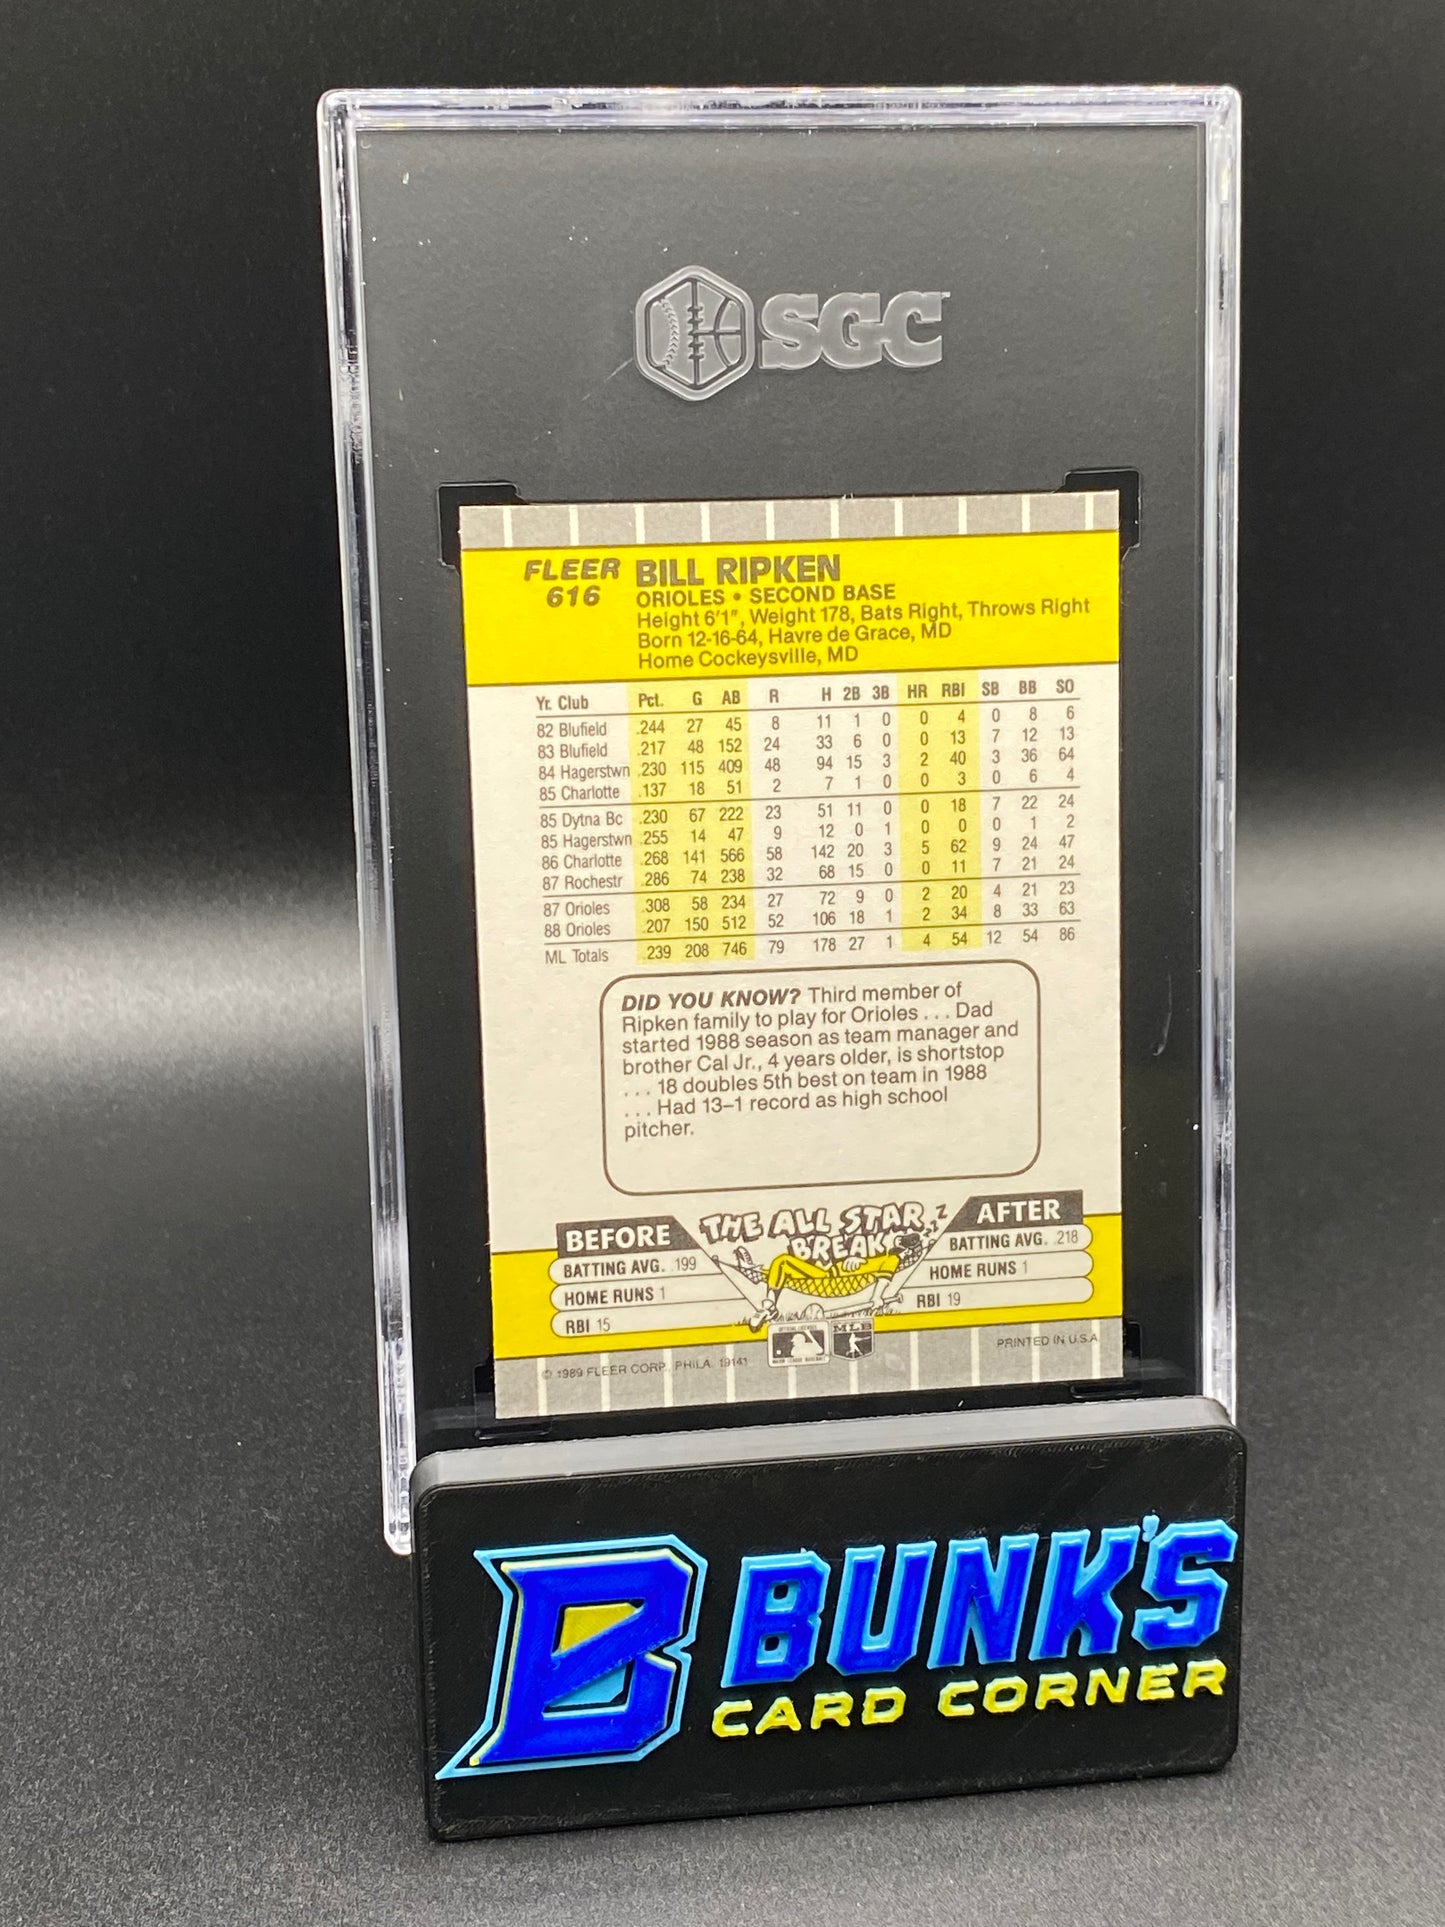 SGC
FLEER
616
BILL RIPKEN
ORIOLES • SECOND BASE
Height 6'1", Weight 178, Bats Right, Throws Right
Born 12-16-64, Havre de Grace, MD
Home Cockeysville, MD
Yr. Club Pct. G AB R H 2B 3B HR RBI SB BB SO
82 Blufield .244 27 45 8 11 1 0 0 4 0 8 6
83 Blufield .217 48 152 24 33 6 0 0 13 7 12 13
84 Hagerstwn .230 115 409 48 94 15 3 2 40 3 36 64
85 Charlotte .137 18 51 2 7 1 0 0 3 0 6 4
85 Dytna Bc .230 67 222 23 51 11 0 0 18 7 22 24
85 Hagerstwn .255 14 47 9 12 0 1 0 0 0 1 2
86 Charlotte .268 141 566 58 142 20 3 5 62 9 24 47
87 Rochestr .286 74 238 32 68 15 0 0 11 7 21 24
87 Orioles .308 58 234 27 72 9 0 2 20 4 21 23
88 Orioles .207 150 512 52 106 18 1 2 34 8 33 63
ML Totals .239 208 746 79 178 27 1 4 54 12 54 86
DID YOU KNOW? Third member of
Ripken family to play for Orioles . . . Dad
started 1988 season as team manager and
brother Cal Jr., 4 years older, is shortstop
. . . 18 doubles 5th best on team in 1988
. . . Had 13–1 record as high school
pitcher.
THE ALL STAR
BREAK
zzZ
BEFORE
BATTING AVG. .199
HOME RUNS 1
RBI 15
AFTER
BATTING AVG. .218
HOME RUNS 1
RBI 19
MLB
© 1989 FLEER CORP., PHILA. 19141
PRINTED IN U.S.A.
B
BUNK'S
CARD CORNER